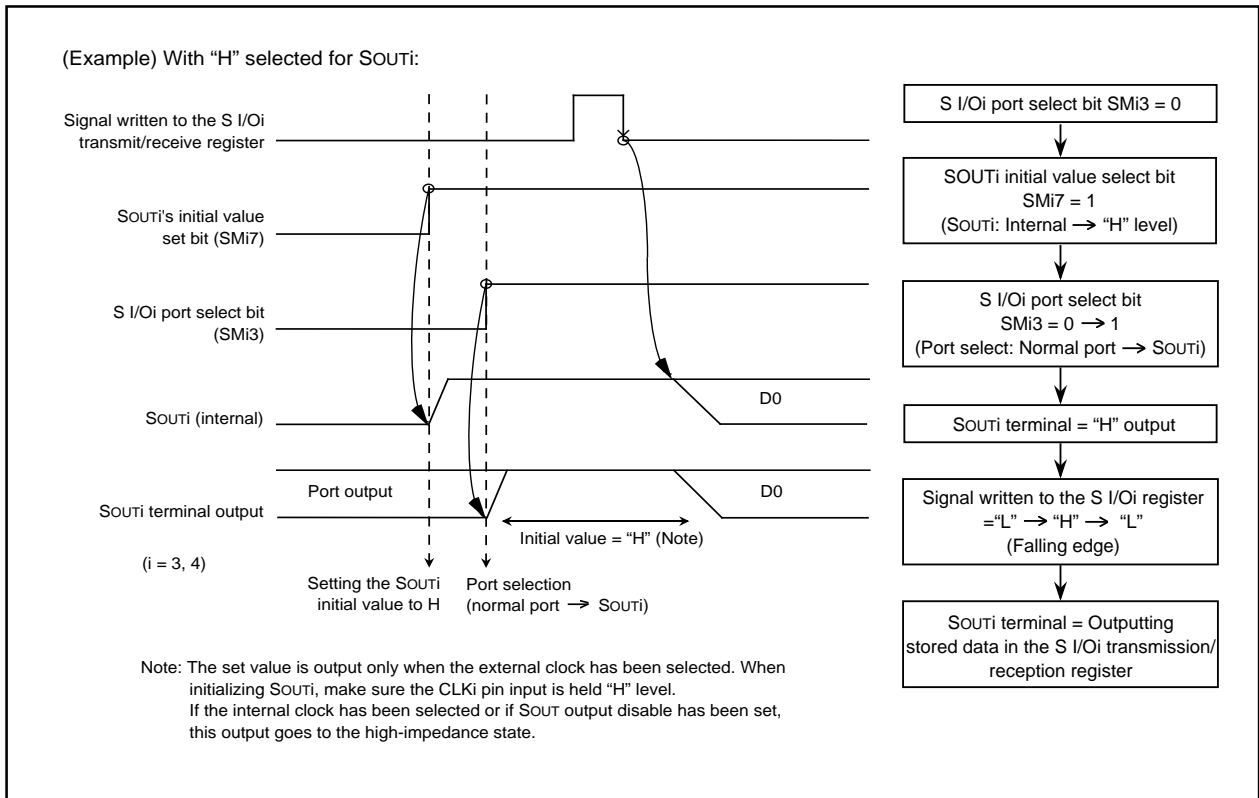 (Example) With “H” selected for SOUTi:
Signal written to the S I/Oi
transmit/receive register
SOUTi's initial value
set bit (SMi7)
S I/Oi port select bit
(SMi3)
SOUTi (internal)
D0
Port output
D0
SOUTi terminal output
Initial value = “H” (Note)
(i = 3, 4)
Setting the SOUTi
initial value to H
Port selection
(normal port → SOUTi)
S I/Oi port select bit SMi3 = 0
SOUTi initial value select bit
SMi7 = 1
(SOUTi: Internal → “H” level)
S I/Oi port select bit
SMi3 = 0 → 1
(Port select: Normal port → SOUTi)
SOUTi terminal = “H” output
Signal written to the S I/Oi register
=“L” → “H” → “L”
(Falling edge)
SOUTi terminal = Outputting
stored data in the S I/Oi transmission/
reception register
Note: The set value is output only when the external clock has been selected. When
initializing SOUTi, make sure the CLKi pin input is held “H” level.
If the internal clock has been selected or if SOUT output disable has been set,
this output goes to the high-impedance state.